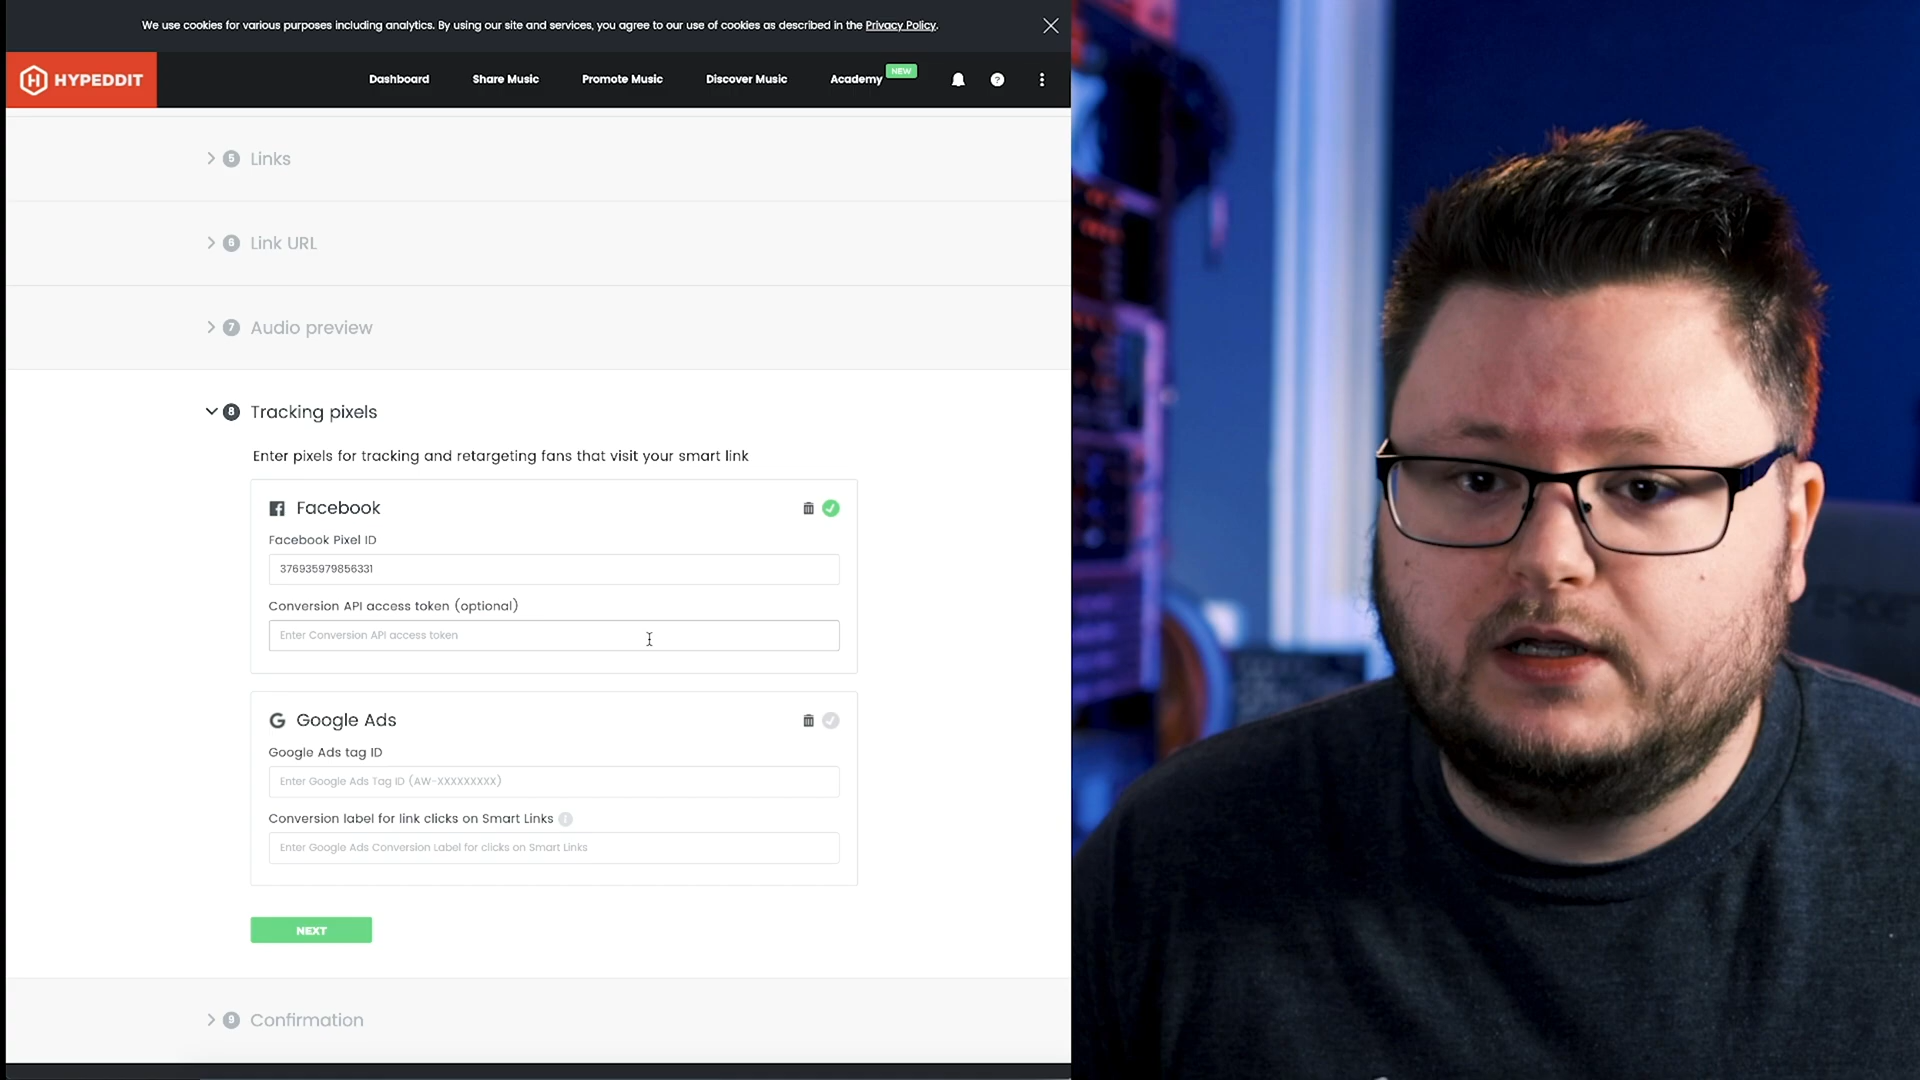 We use cookies for various purposes including analytics. By using our site and services, you agree to our use of cookies as described in the Privacy Policy.
HYPEDDIT
Dashboard
Share Music
Promote Music
Discover Music
Academy
NEW
5 Links
6 Link URL
7 Audio preview
8 Tracking pixels
Enter pixels for tracking and retargeting fans that visit your smart link
Facebook
Facebook Pixel ID
376935979856331
Conversion API access token (optional)
Enter Conversion API access token
Google Ads
Google Ads tag ID
Enter Google Ads Tag ID (AW-XXXXXXXXX)
Conversion label for link clicks on Smart Links
Enter Google Ads Conversion Label for clicks on Smart Links
NEXT
9 Confirmation